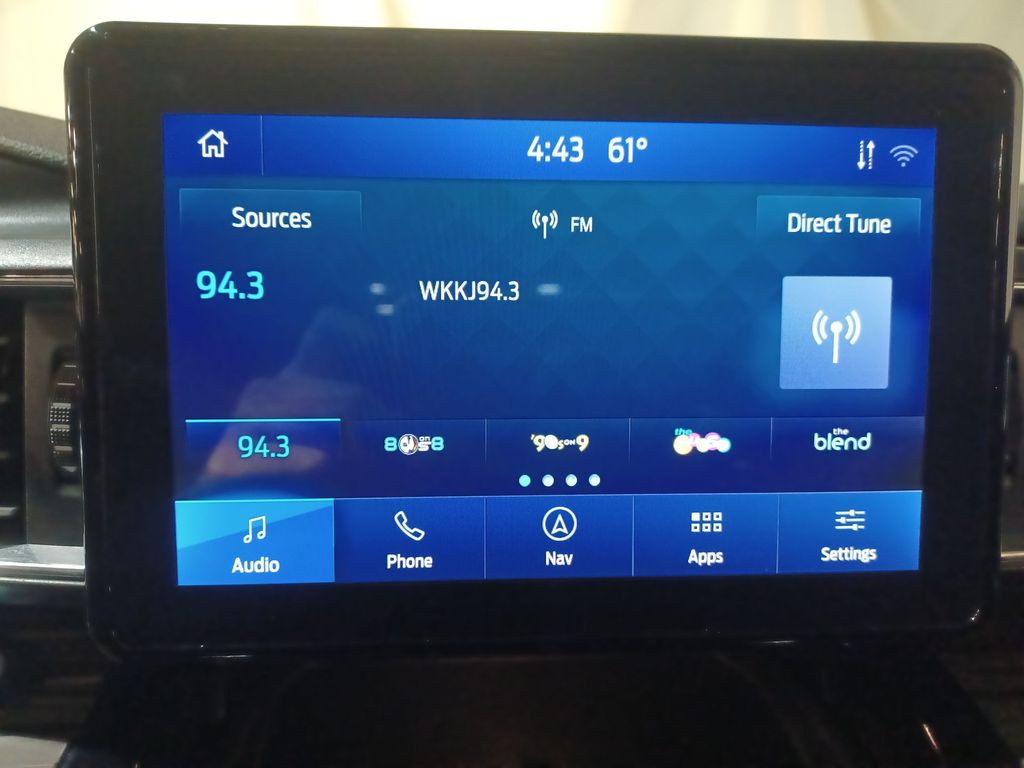 4:43 61°
Sources
FM
Direct Tune
94.3
WKKJ94.3
94.3
80s on 8
'90s ON 9
the
the blend
Audio
Phone
Nav
Apps
Settings